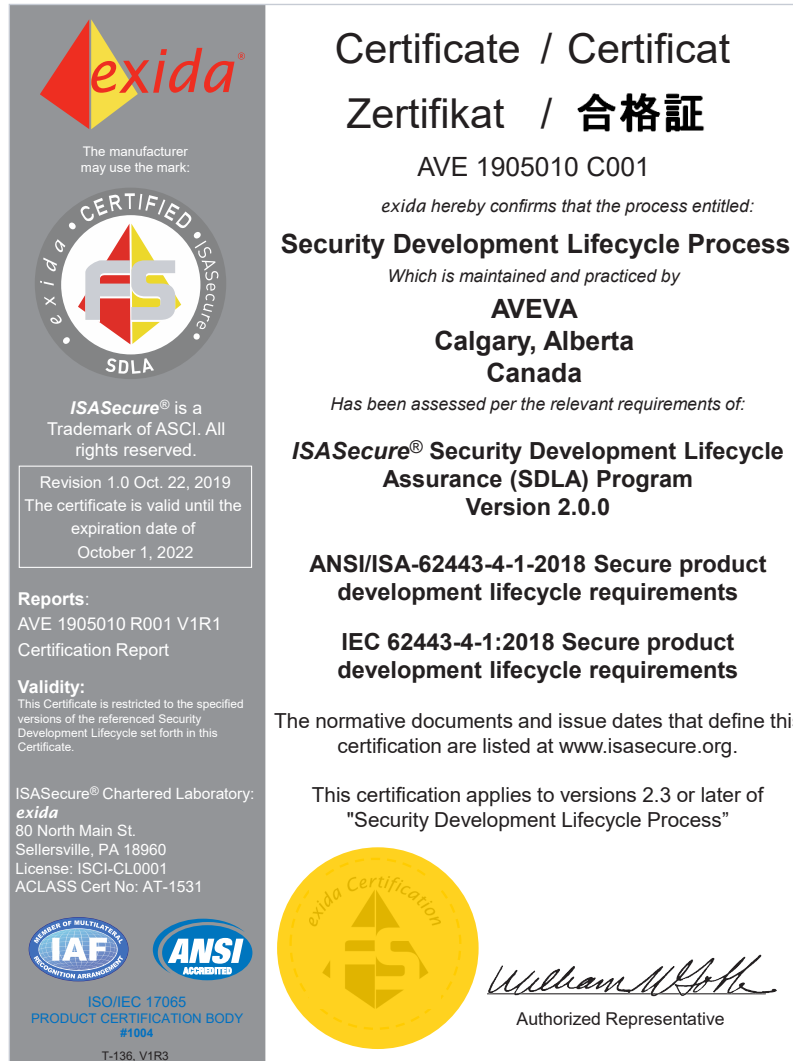 exida®
The manufacturer
may use the mark:
exida • CERTIFIED • ISASecure •
FS
SDLA
ISASecure® is a
Trademark of ASCI. All
rights reserved.
Revision 1.0 Oct. 22, 2019
The certificate is valid until the
expiration date of
October 1, 2022
Reports:
AVE 1905010 R001 V1R1
Certification Report
Validity:
This Certificate is restricted to the specified
versions of the referenced Security
Development Lifecycle set forth in this
Certificate.
ISASecure® Chartered Laboratory:
exida
80 North Main St.
Sellersville, PA 18960
License: ISCI-CL0001
ACLASS Cert No: AT-1531
MEMBER OF MULTILATERAL
IAF
RECOGNITION ARRANGEMENT
ANSI
ACCREDITED
ISO/IEC 17065
PRODUCT CERTIFICATION BODY
#1004
T-136, V1R3
Certificate / Certificat
Zertifikat / 合格証
AVE 1905010 C001
exida hereby confirms that the process entitled:
Security Development Lifecycle Process
Which is maintained and practiced by
AVEVA
Calgary, Alberta
Canada
Has been assessed per the relevant requirements of:
ISASecure® Security Development Lifecycle
Assurance (SDLA) Program
Version 2.0.0
ANSI/ISA-62443-4-1-2018 Secure product
development lifecycle requirements
IEC 62443-4-1:2018 Secure product
development lifecycle requirements
The normative documents and issue dates that define this
certification are listed at www.isasecure.org.
This certification applies to versions 2.3 or later of
"Security Development Lifecycle Process”
exida Certification
FS
Authorized Representative